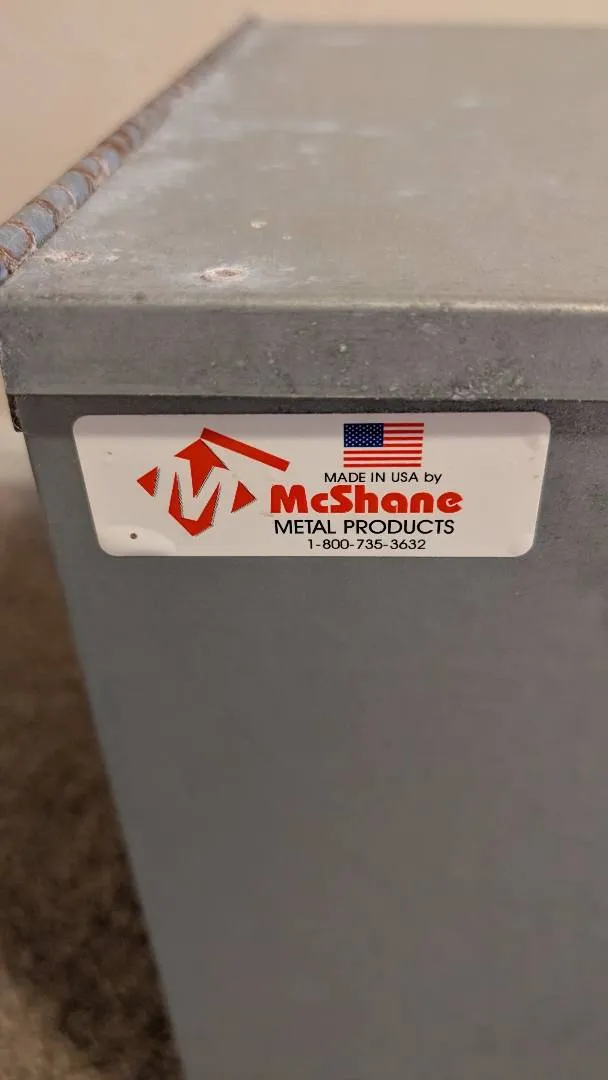 MADE IN USA by
McShane
METAL PRODUCTS
1-800-735-3632